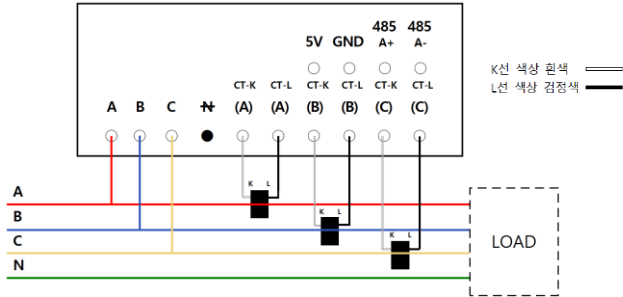 485 485
5V GND A+ A-
CT-K CT-L CT-K CT-L CT-K CT-L
A B C N (A) (A) (B) (B) (C) (C)
K선 색상 흰색
L선 색상 검정색
K L
K L
K L
A
B
C
N
LOAD